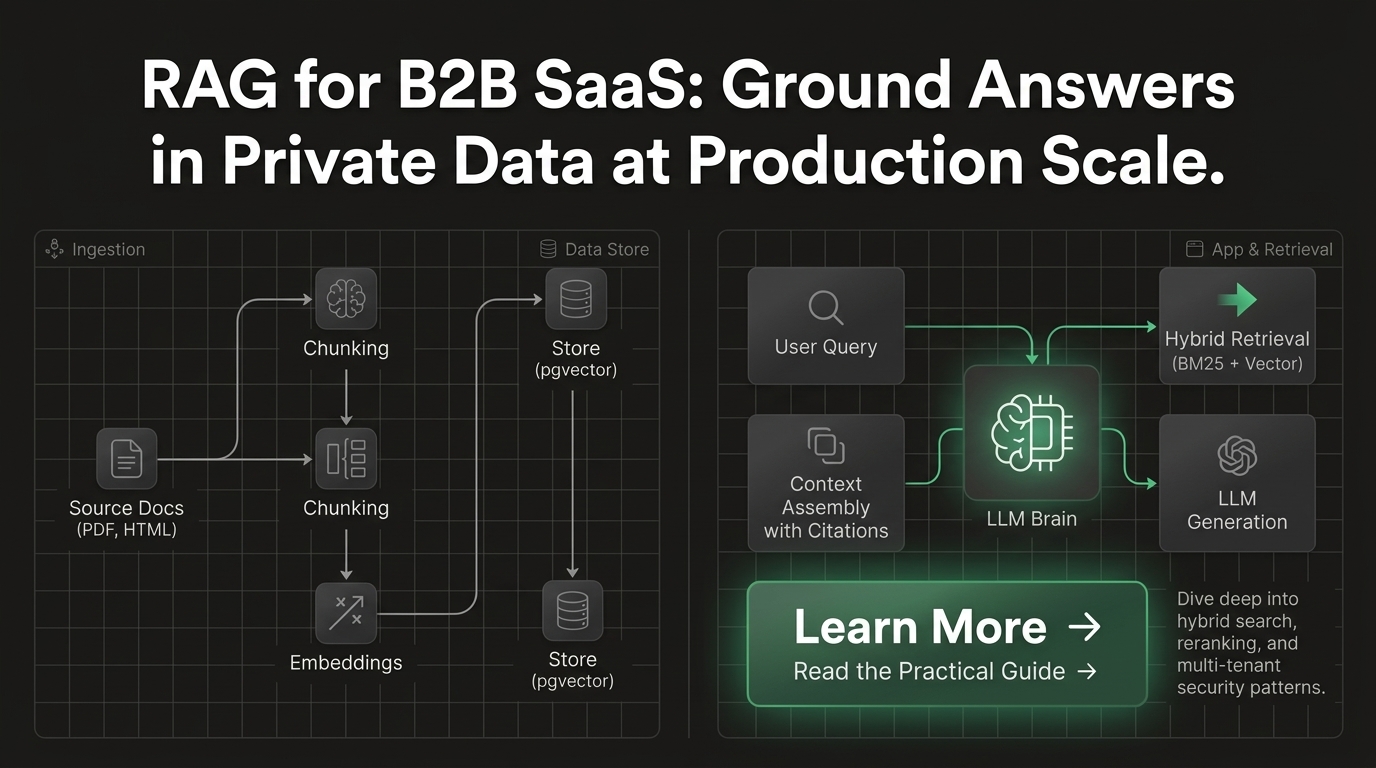 RAG for B2B SaaS: Ground Answers
in Private Data at Production Scale.
Ingestion
Data Store
Chunking
Store
(pgvector)
Source Docs
(PDF, HTML)
Chunking
Embeddings
Store
(pgvector)
App & Retrieval
User Query
Hybrid Retrieval
(BM25 + Vector)
Context
Assembly
with Citations
LLM Brain
LLM
Generation
Learn More →
Read the Practical Guide →
Dive deep into
hybrid search,
reranking, and
multi-tenant
security patterns.